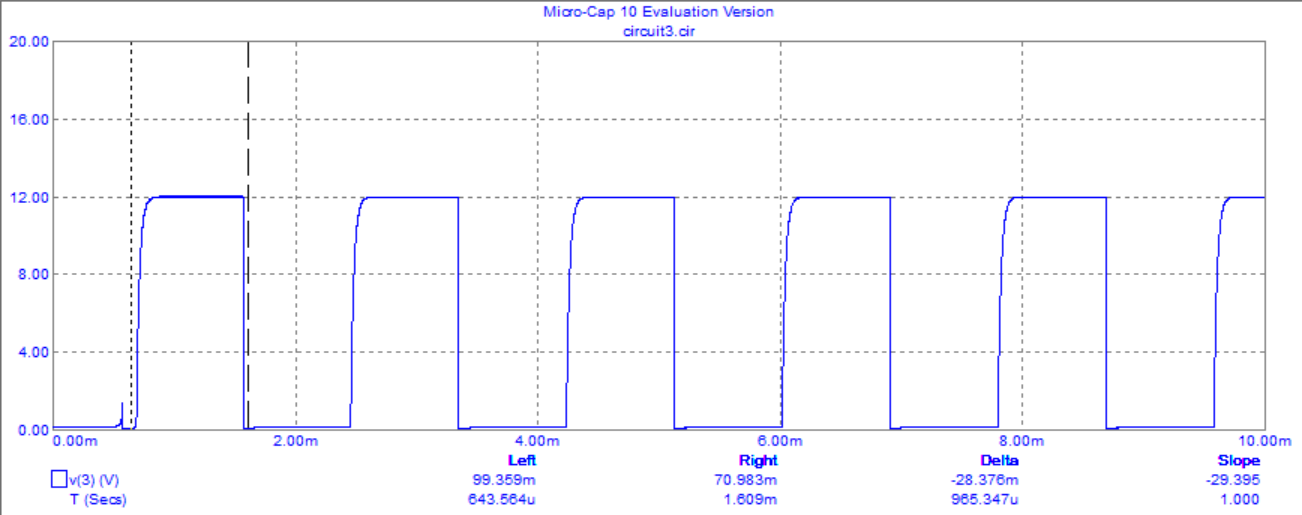 Micro-Cap 10 Evaluation Version
circuit3.cir
20.00
16.00
12.00
8.00
4.00
0.00
0.00m 2.00m 4.00m 6.00m 8.00m 10.00m
Left Right Delta Slope
v(3) (V) 99.359m 70.983m -28.376m -29.395
T (Secs) 643.564u 1.609m 965.347u 1.000